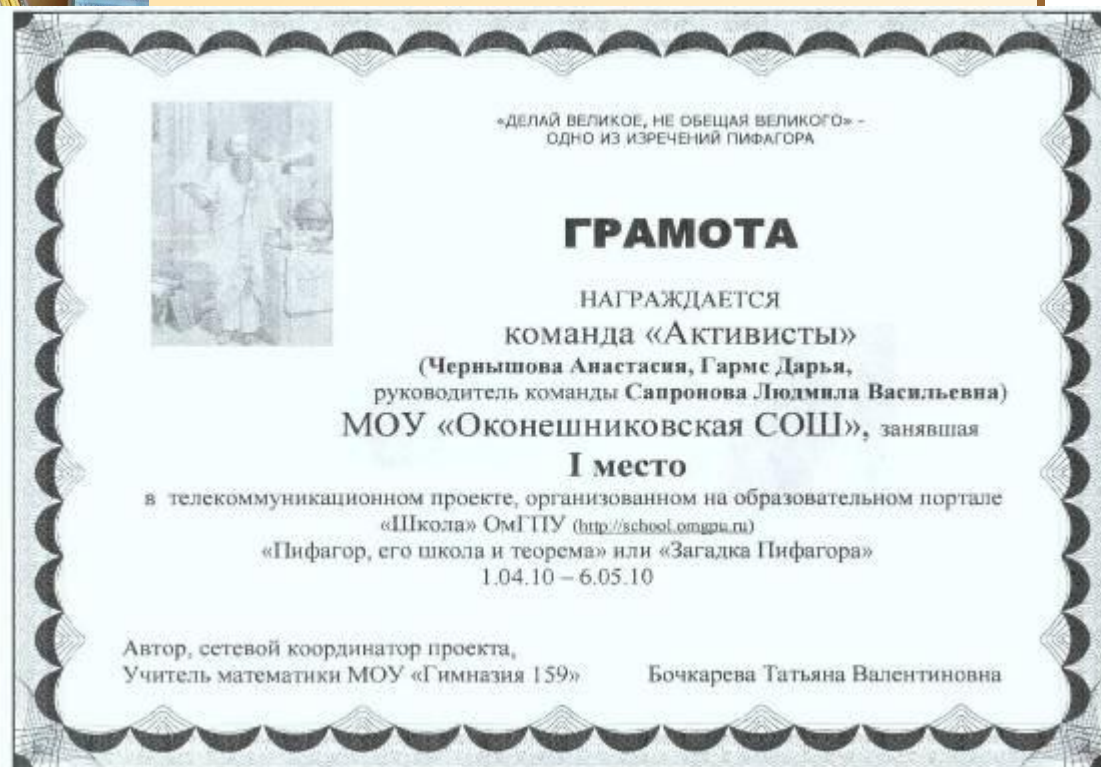 «ДЕЛАЙ ВЕЛИКОЕ, НЕ ОБЕЩАЯ ВЕЛИКОГО» -
ОДНО ИЗ ИЗРЕЧЕНИЙ ПИФАГОРА
ГРАМОТА
НАГРАЖДАЕТСЯ
команда «Активисты»
(Чернышова Анастасия, Гармс Дарья,
руководитель команды Сапронова Людмила Васильевна)
МОУ «Оконешниковская СОШ», занявшая
I место
в телекоммуникационном проекте, организованном на образовательном портале
«Школа» ОмГПУ (http://school.omgpu.ru)
«Пифагор, его школа и теорема» или «Загадка Пифагора»
1.04.10 – 6.05.10
Автор, сетевой координатор проекта,
Учитель математики МОУ «Гимназия 159» Бочкарева Татьяна Валентиновна